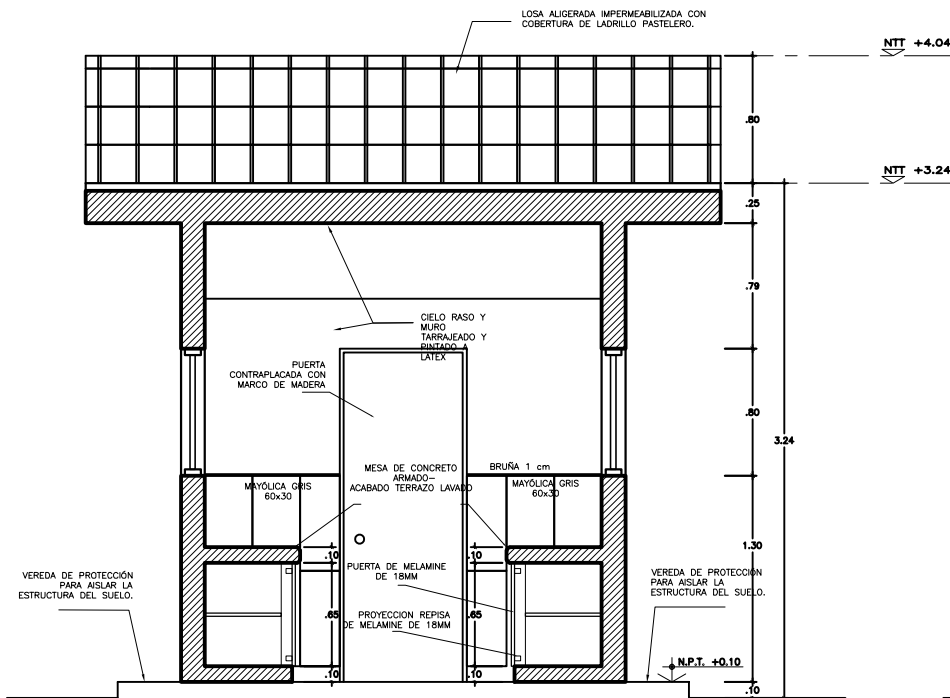 LOSA ALIGERADA IMPERMEABILIZADA CON
COBERTURA DE LADRILLO PASTELERO.
NTT +4.04
.80
NTT +3.24
.25
.79
CIELO RASO Y
MURO
TARRAJEADO Y
PINTADO A
LATEX
PUERTA
CONTRAPLACADA CON
MARCO DE MADERA
.80
3.24
MESA DE CONCRETO
ARMADO-
ACABADO TERRAZO LAVADO
BRUÑA 1 cm
MAYÓLICA GRIS
60x30
MAYÓLICA GRIS
60x30
1.30
.10
.10
PUERTA DE MELAMINE
DE 18MM
VEREDA DE PROTECCIÓN
PARA AISLAR LA
ESTRUCTURA DEL SUELO.
VEREDA DE PROTECCIÓN
PARA AISLAR LA
ESTRUCTURA DEL SUELO.
.65
.65
PROYECCION REPISA
DE MELAMINE DE 18MM
N.P.T. +0.10
.10
.10
.10